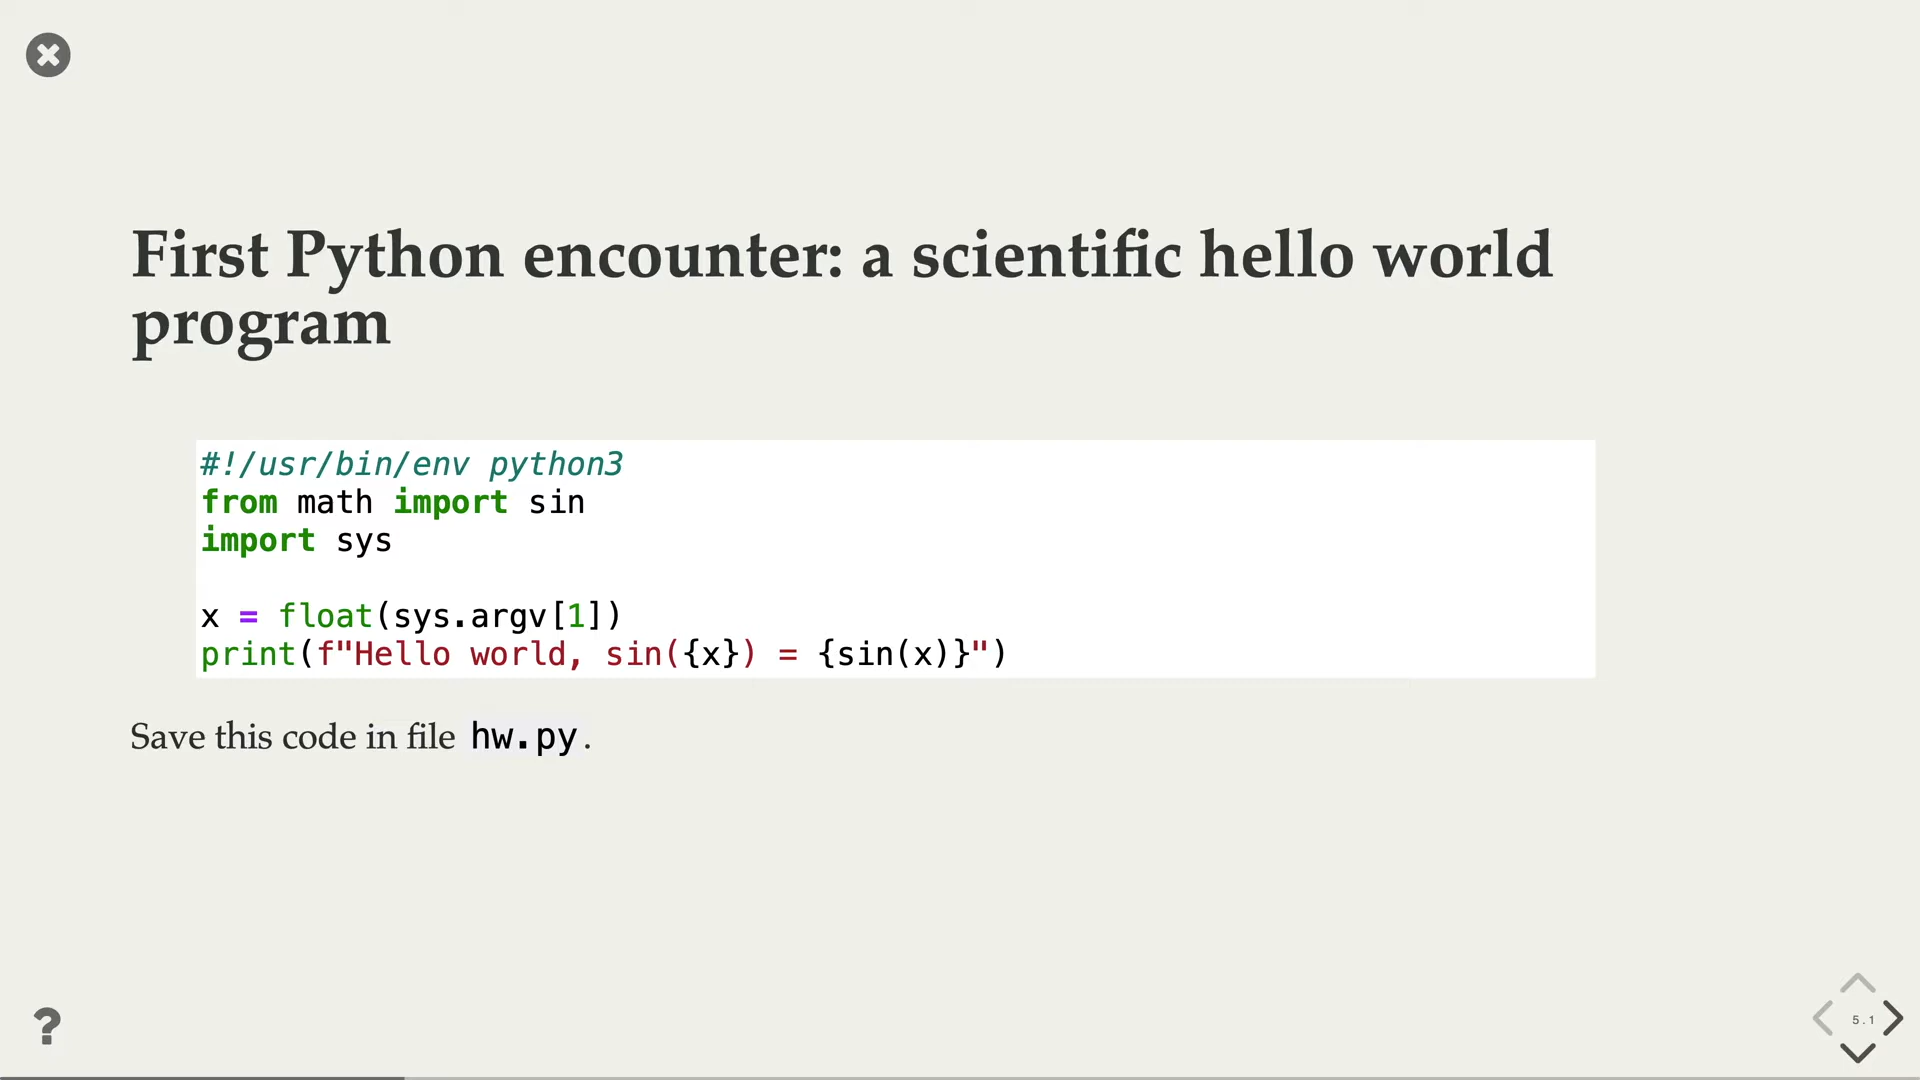 First Python encounter: a scientific hello world
program
#!/usr/bin/env python3
from math import sin
import sys
x = float(sys.argv[1])
print(f"Hello world, sin({x}) = {sin(x)}")
Save this code in file hw.py.
?
5.1